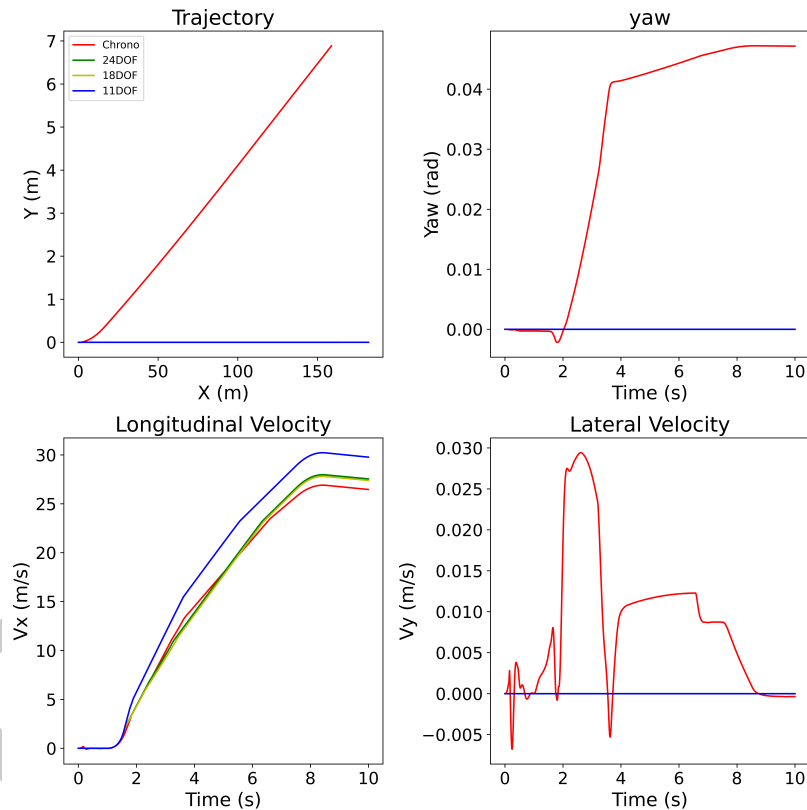 Trajectory
7
6
5
4
3
2
1
0
Y (m)
Chrono
24DOF
18DOF
11DOF
0 50 100 150
X (m)
yaw
0.04
0.03
0.02
0.01
0.00
Yaw (rad)
0 2 4 6 8 10
Time (s)
Longitudinal Velocity
30
25
20
15
10
5
0
Vx (m/s)
0 2 4 6 8 10
Time (s)
Lateral Velocity
0.030
0.025
0.020
0.015
0.010
0.005
0.000
−0.005
Vy (m/s)
0 2 4 6 8 10
Time (s)